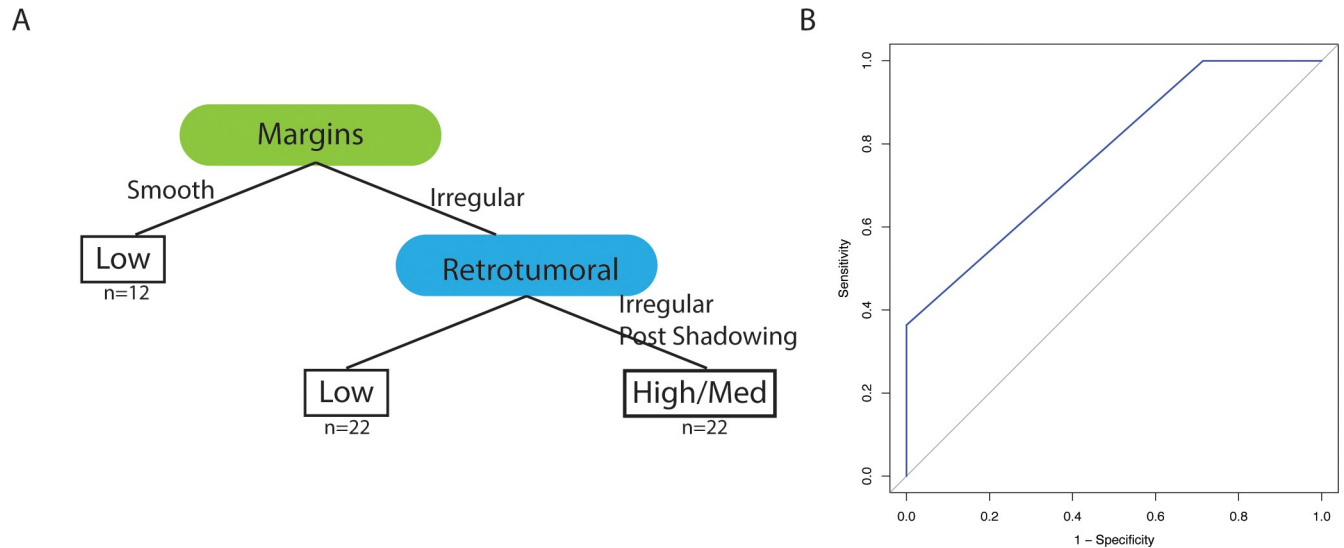 A
Margins
Smooth
Irregular
Low
n=12
Retrotumoral
Irregular
Post Shadowing
Low
n=22
High/Med
n=22
B
1.0
0.8
0.6
0.4
0.2
0.0
Sensitivity
0.0 0.2 0.4 0.6 0.8 1.0
1 – Specificity